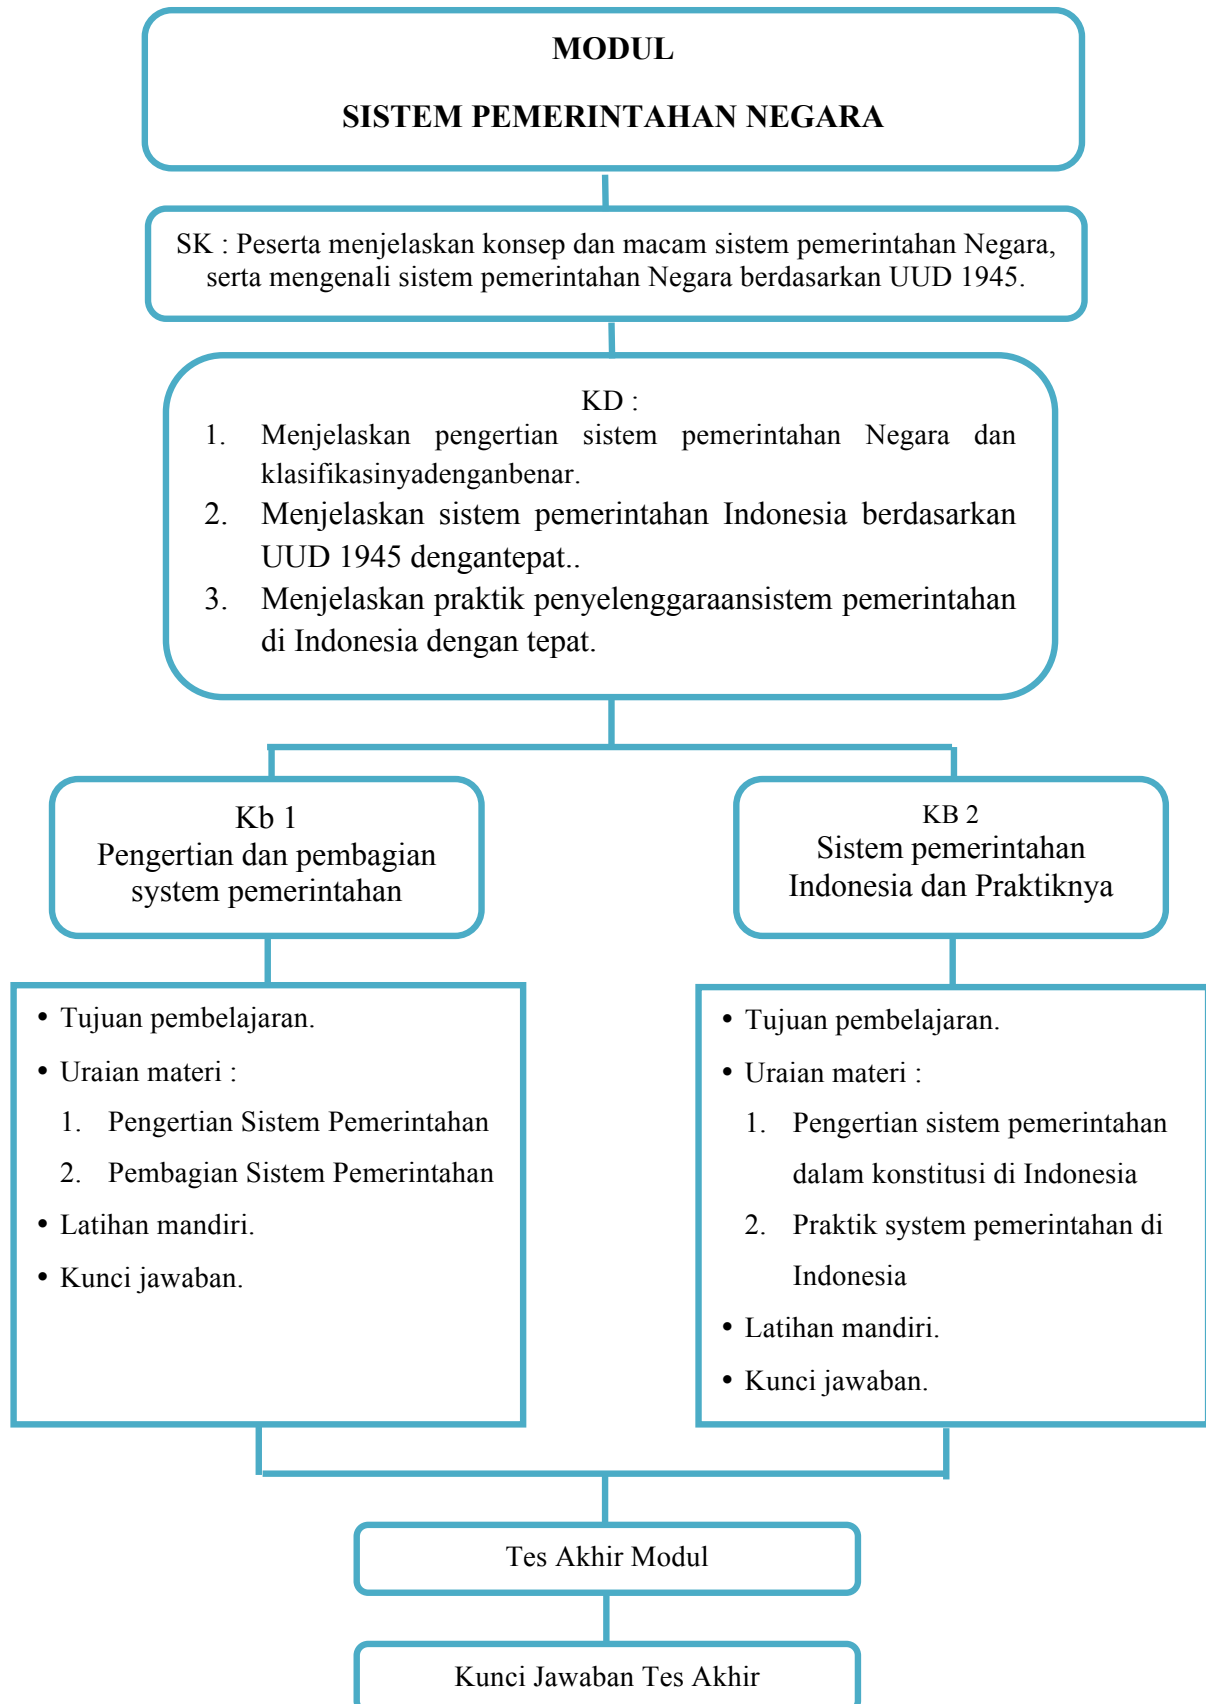 MODUL
SISTEM PEMERINTAHAN NEGARA
SK : Peserta menjelaskan konsep dan macam sistem pemerintahan Negara,
serta mengenali sistem pemerintahan Negara berdasarkan UUD 1945.
KD :
1. Menjelaskan pengertian sistem pemerintahan Negara dan
klasifikasinyadenganbenar.
2. Menjelaskan sistem pemerintahan Indonesia berdasarkan
UUD 1945 dengantepat..
3. Menjelaskan praktik penyelenggaraansistem pemerintahan
di Indonesia dengan tepat.
Kb 1
Pengertian dan pembagian
system pemerintahan
KB 2
Sistem pemerintahan
Indonesia dan Praktiknya
• Tujuan pembelajaran.
• Uraian materi :
1. Pengertian Sistem Pemerintahan
2. Pembagian Sistem Pemerintahan
• Latihan mandiri.
• Kunci jawaban.
• Tujuan pembelajaran.
• Uraian materi :
1. Pengertian sistem pemerintahan
dalam konstitusi di Indonesia
2. Praktik system pemerintahan di
Indonesia
• Latihan mandiri.
• Kunci jawaban.
Tes Akhir Modul
Kunci Jawaban Tes Akhir